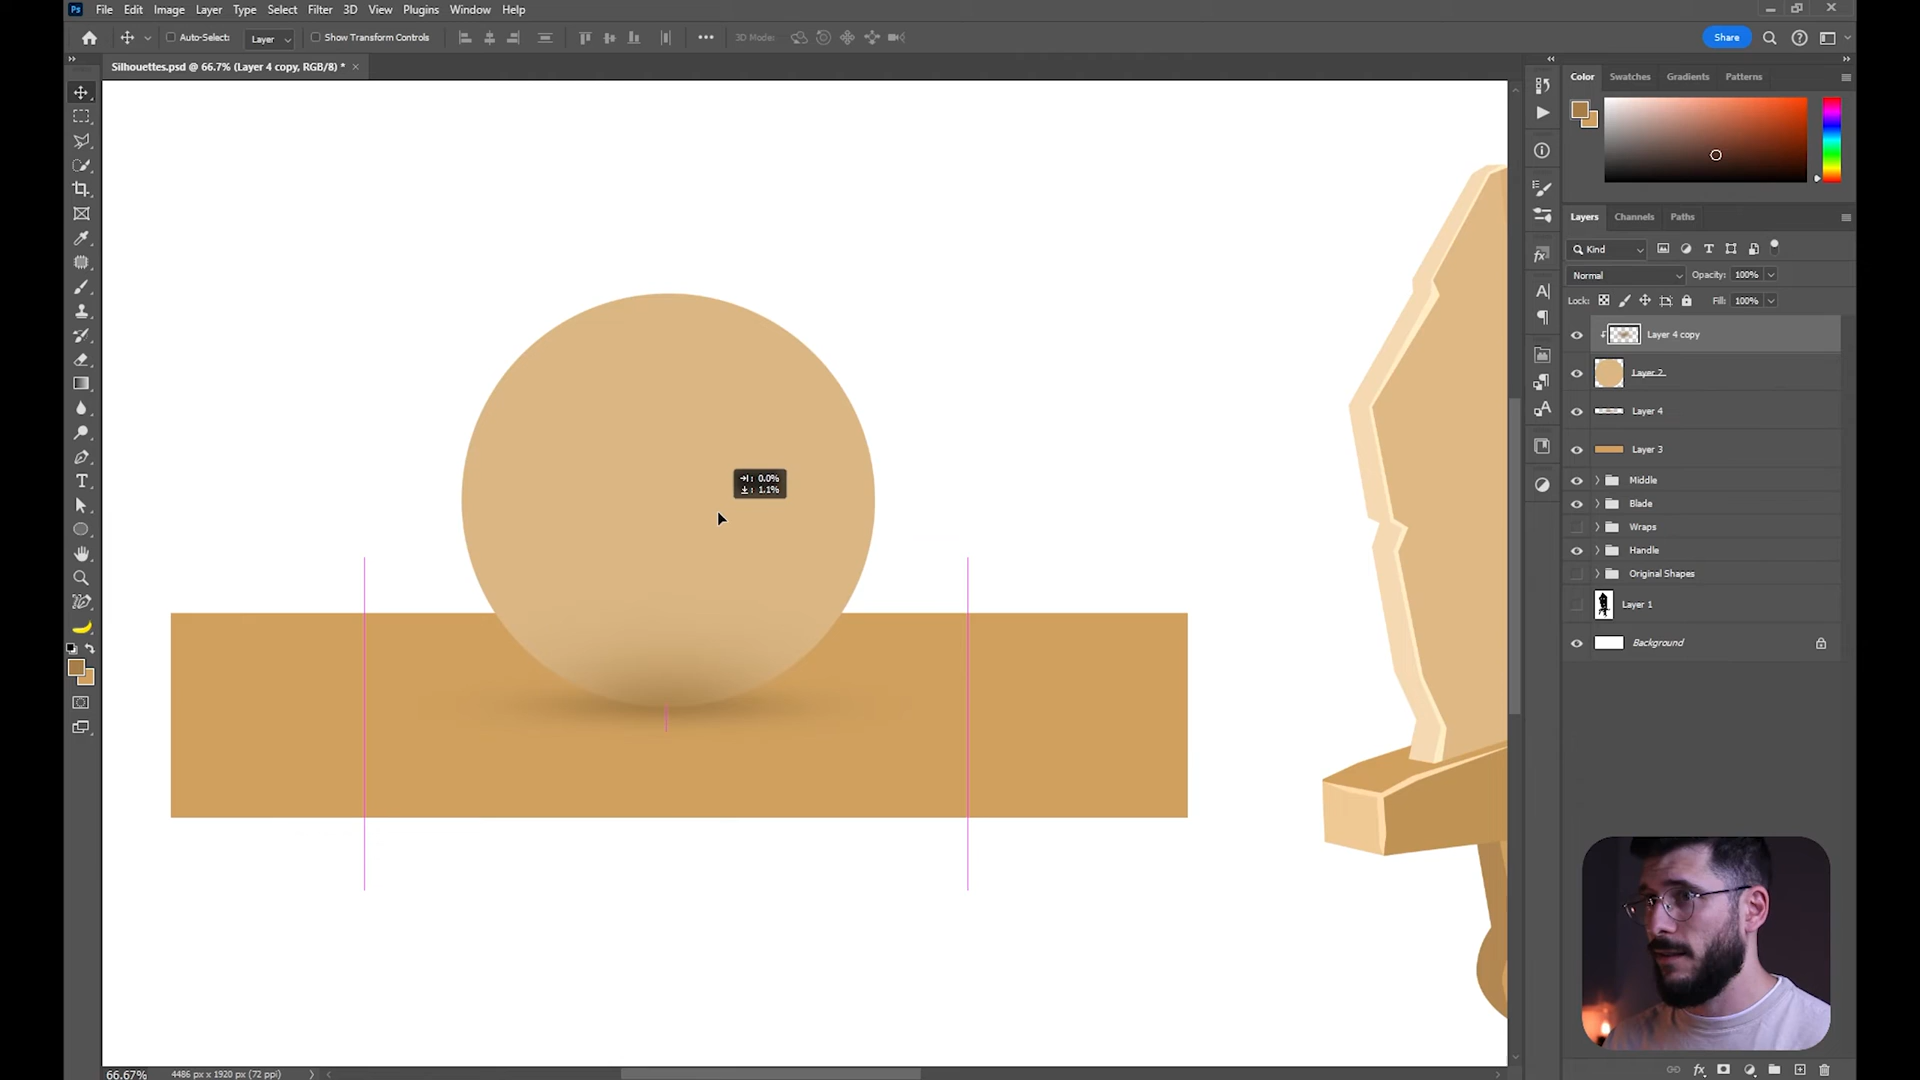 Ps File Edit Image Layer Type Select Filter 3D View Plugins Window Help
Auto-Select: Layer Show Transform Controls 3D Mode: Share
Silhouettes.psd @ 66.7% (Layer 4 copy, RGB/8) * ×
Color Swatches Gradients Patterns
Layers Channels Paths
Kind
Normal Opacity: 100%
Lock: Fill: 100%
Layer 4 copy
Layer 2
Layer 4
Layer 3
Middle
Blade
Wraps
Handle
Original Shapes
Layer 1
Background
0.0%
1.1%
66.67% 4486 px x 1920 px (72 ppi)